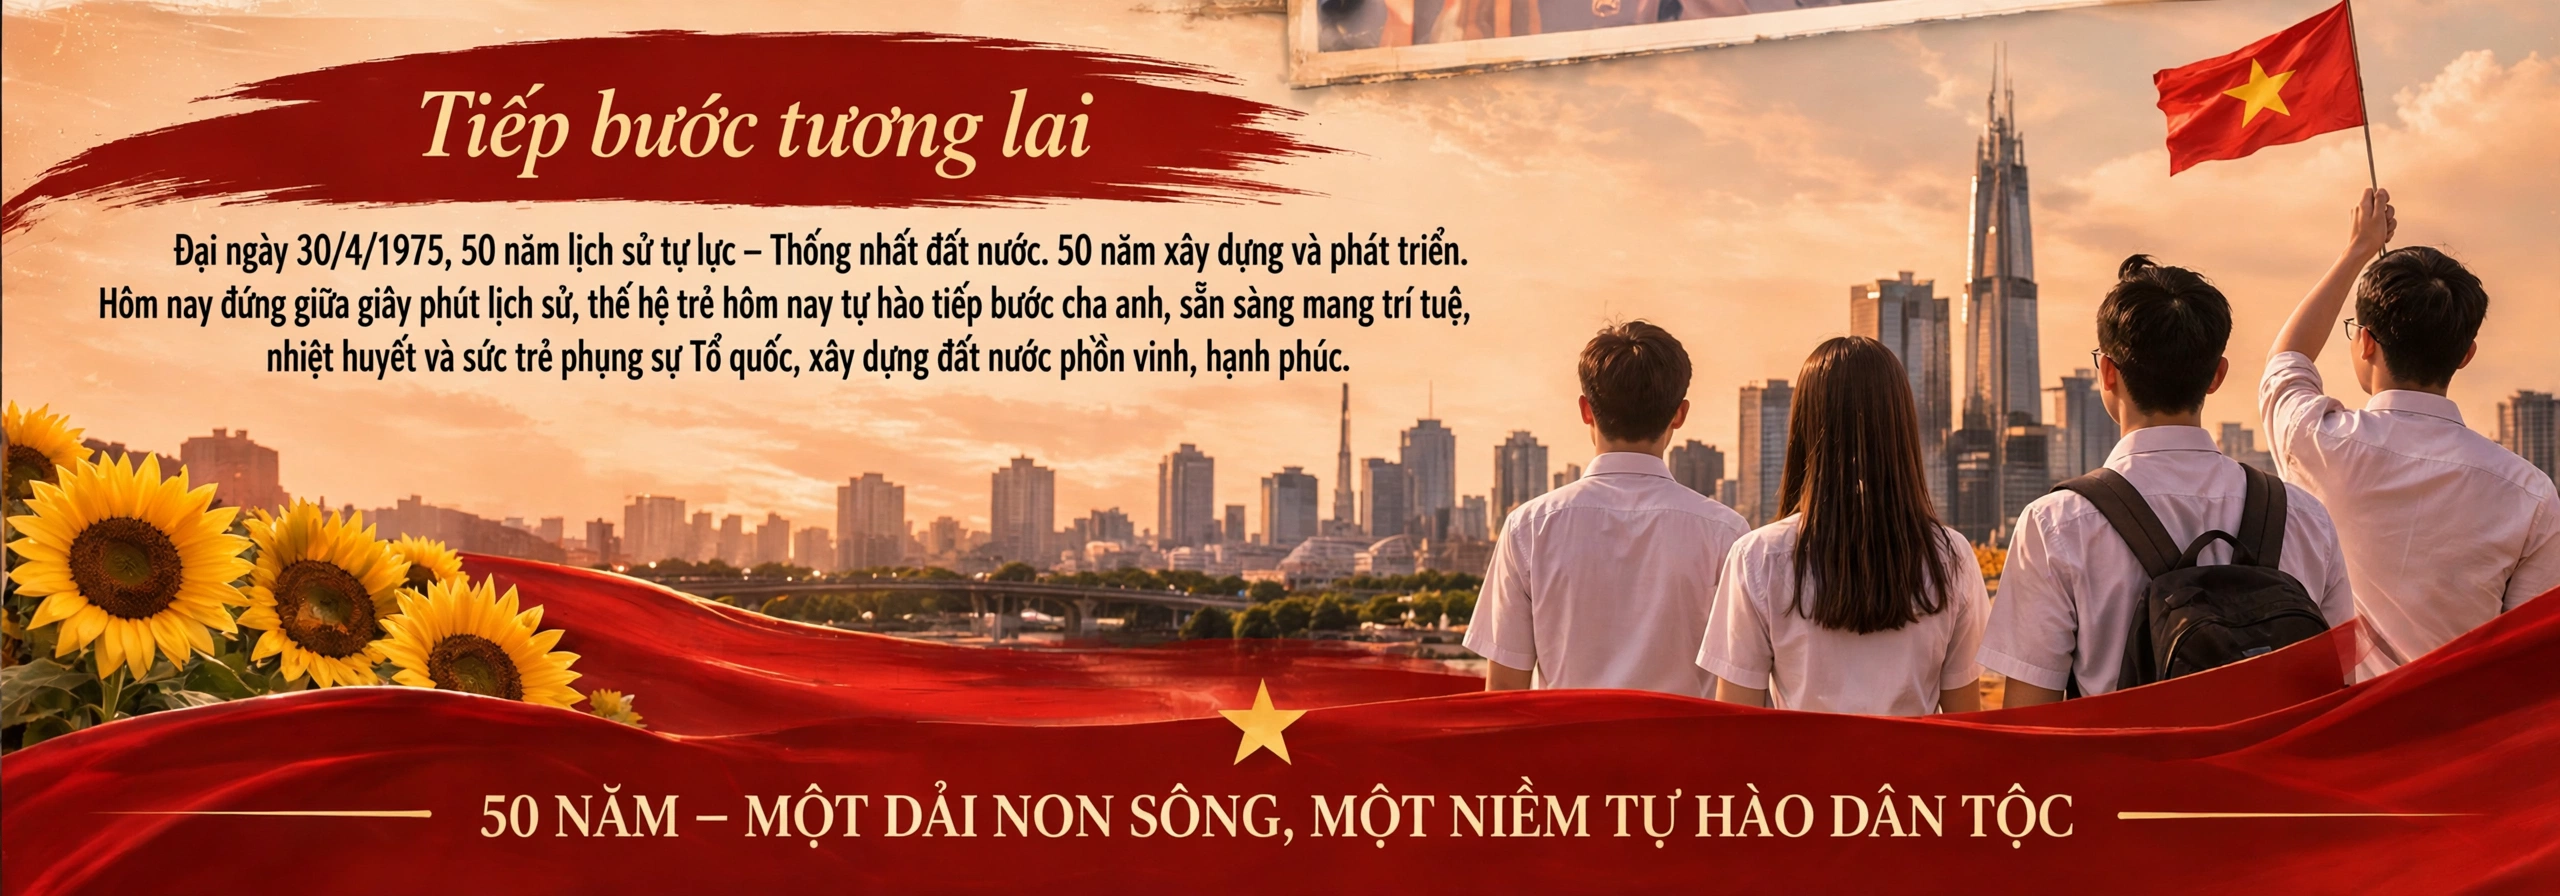 Tiếp bước tương lai
Đại ngày 30/4/1975, 50 năm lịch sử tự lực – Thống nhất đất nước. 50 năm xây dựng và phát triển.
Hôm nay đứng giữa giây phút lịch sử, thế hệ trẻ hôm nay tự hào tiếp bước cha anh, sẵn sàng mang trí tuệ,
nhiệt huyết và sức trẻ phụng sự Tổ quốc, xây dựng đất nước phồn vinh, hạnh phúc.
50 NĂM – MỘT DẢI NON SÔNG, MỘT NIỀM TỰ HÀO DÂN TỘC